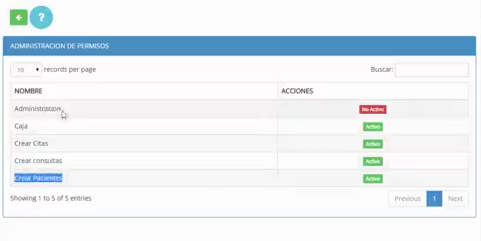 ?
ADMINISTRACION DE PERMISOS
10 records per page Buscar:
NOMBRE ACCIONES
Administracion No Activo
Caja Activo
Crear Citas Activo
Crear consultas Activo
Crear Pacientes Activo
Showing 1 to 5 of 5 entries Previous 1 Next